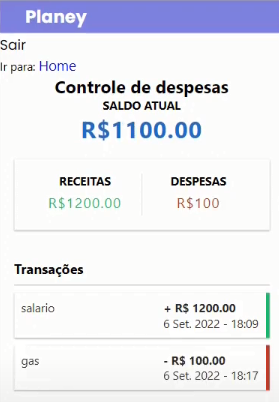 Planey
Sair
Ir para: Home
Controle de despesas
SALDO ATUAL
R$1100.00
RECEITAS DESPESAS
R$1200.00 R$100
Transações
salario + R$ 1200.00
6 Set. 2022 - 18:09
gas - R$ 100.00
6 Set. 2022 - 18:17